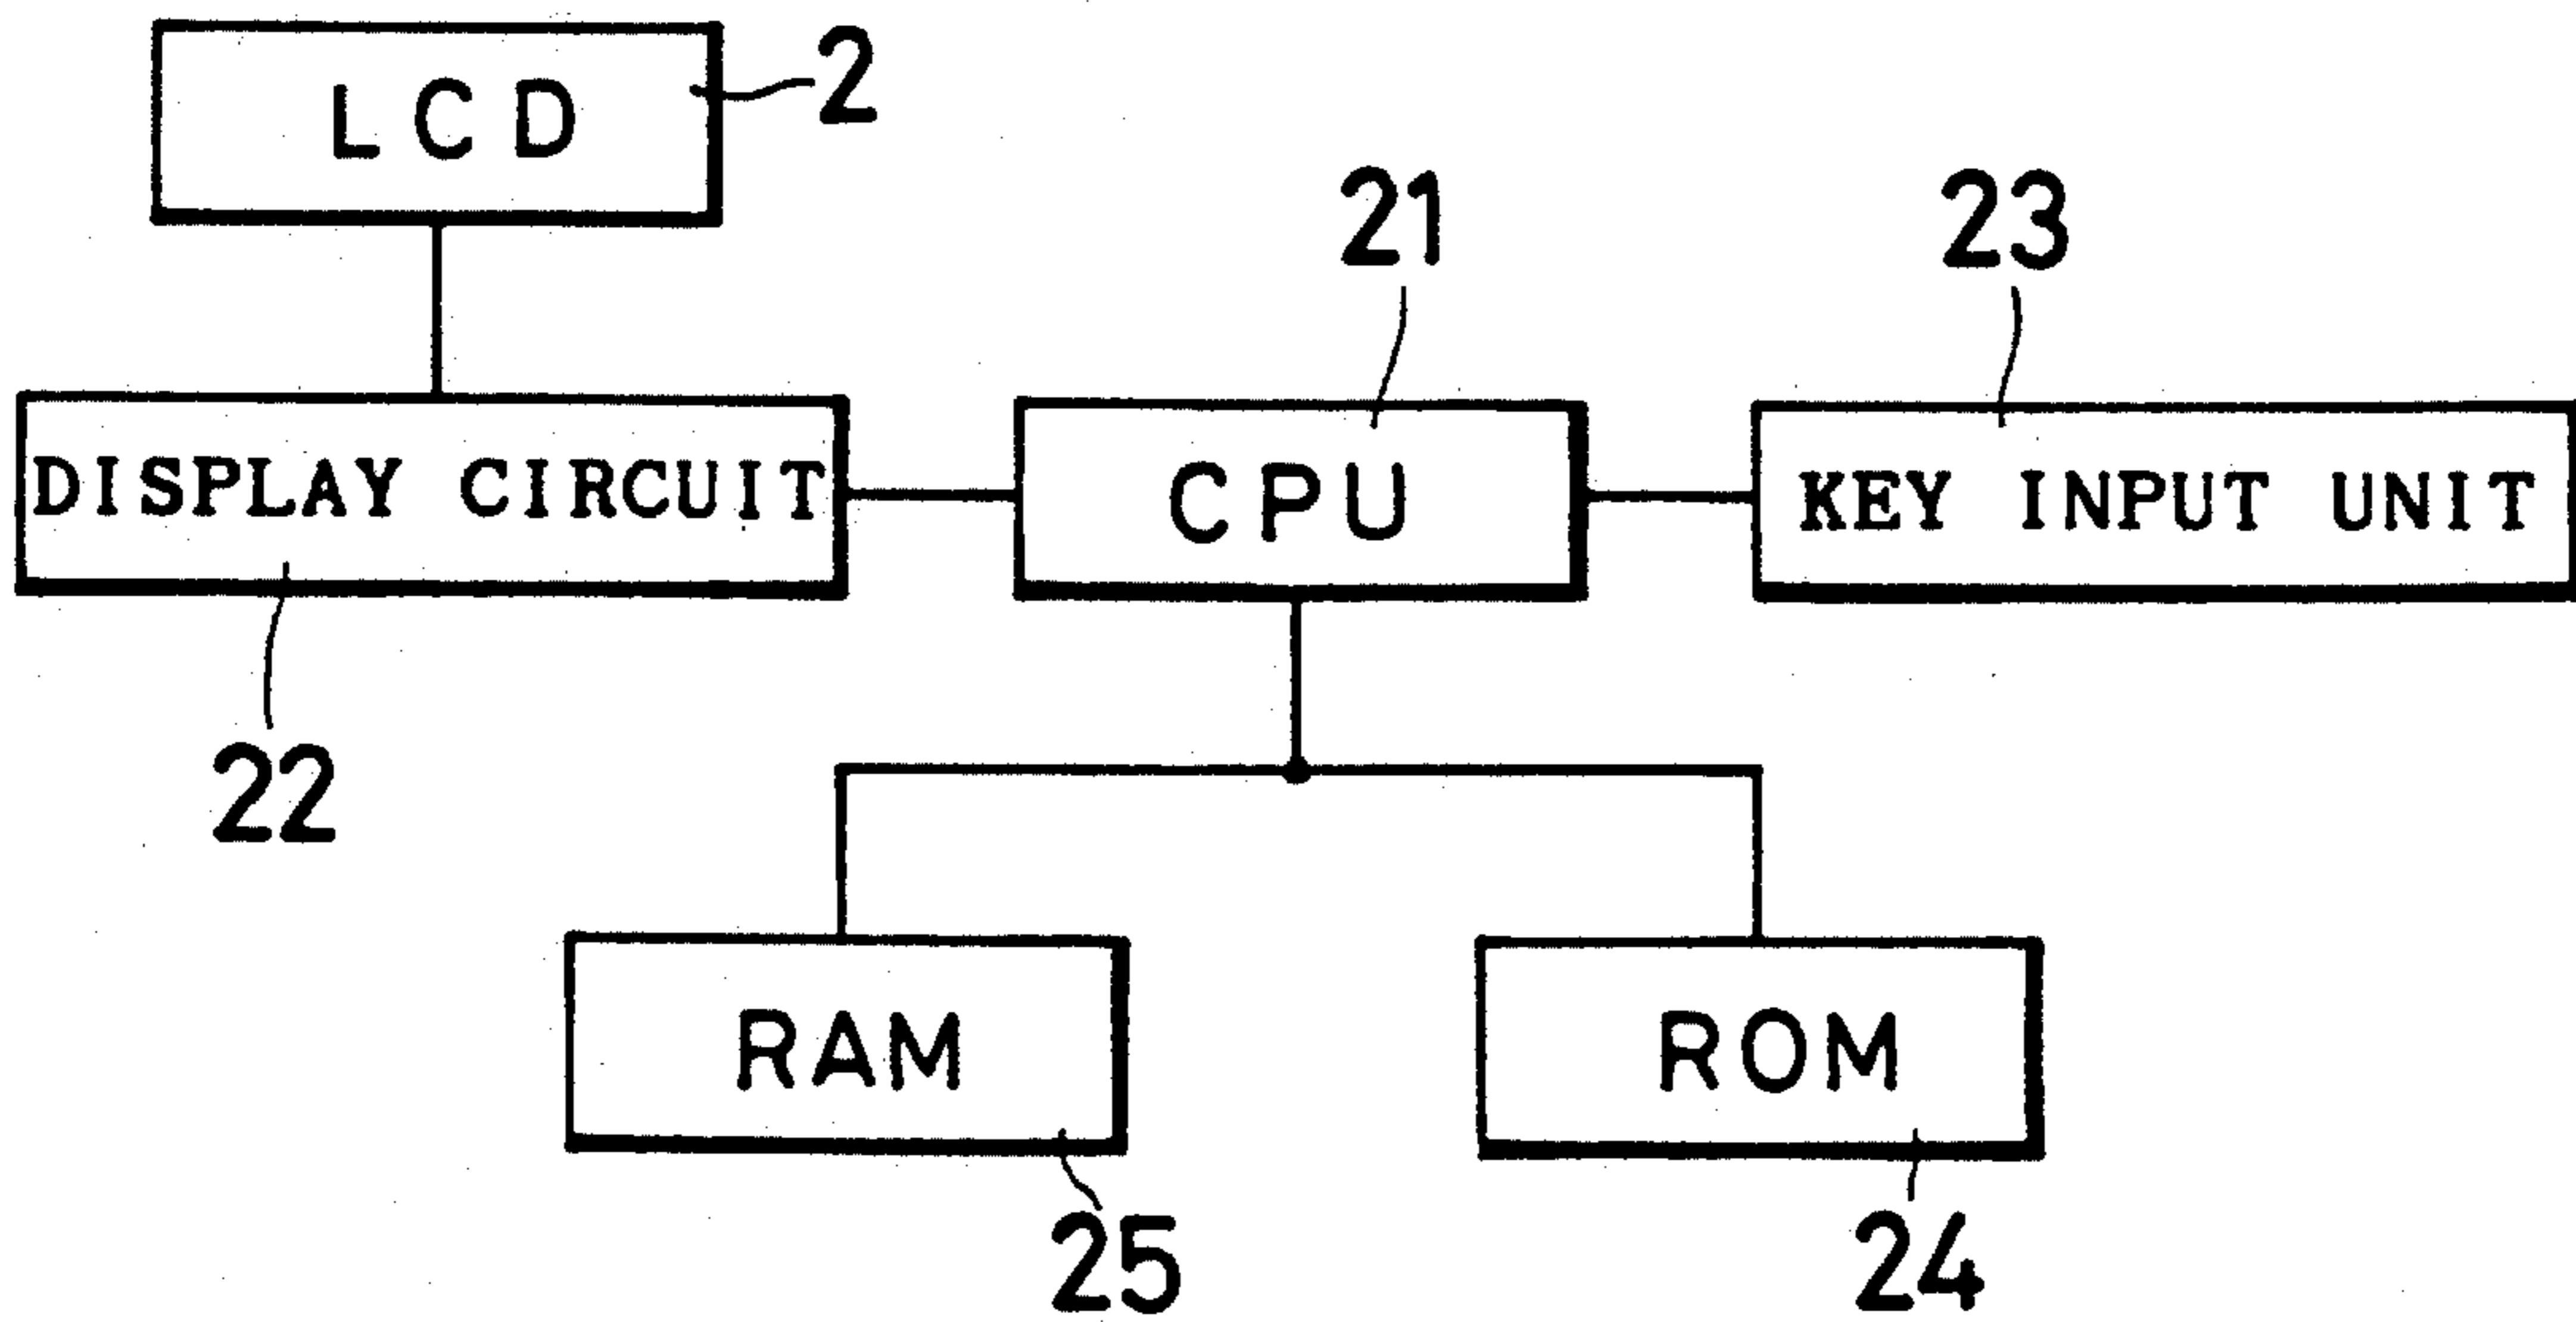 LCD
2
21
23
DISPLAY CIRCUIT
CPU
KEY INPUT UNIT
22
RAM
ROM
25
24